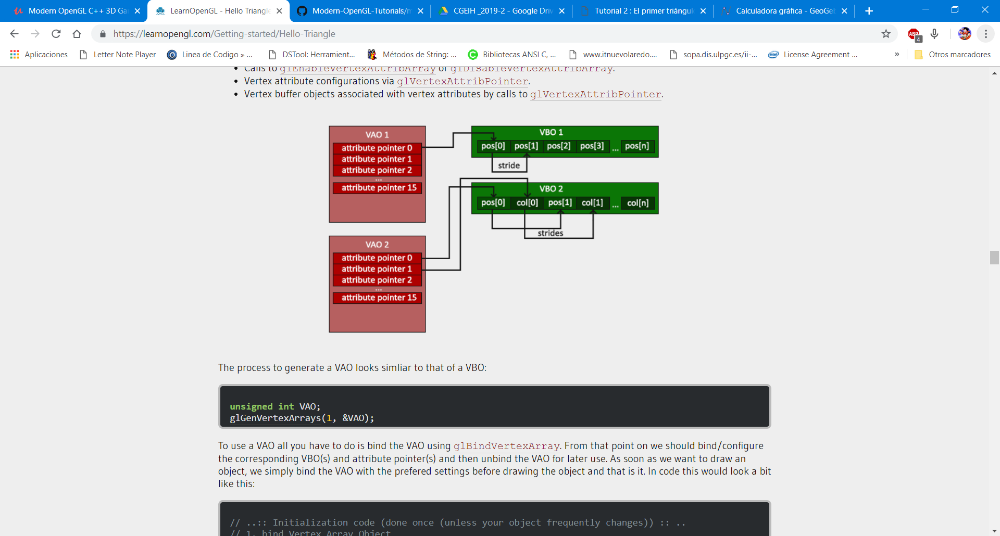 Modern OpenGL C++ 3D Ga
LearnOpenGL - Hello Triangle
Modern-OpenGL-Tutorials/m
CGEIH _2019-2 - Google Driv
Tutorial 2 : El primer triángul
Calculadora gráfica - GeoGeb
https://learnopengl.com/Getting-started/Hello-Triangle
ABP
4
Aplicaciones
Letter Note Player
Linea de Codigo » ...
DSTool: Herramient...
Métodos de String: ...
Bibliotecas ANSI C, ...
www.itnuevolaredo....
sopa.dis.ulpgc.es/ii-...
License Agreement ...
»
Otros marcadores
• Calls to glEnableVertexAttribArray or glDisableVertexAttribArray.
• Vertex attribute configurations via glVertexAttribPointer.
• Vertex buffer objects associated with vertex attributes by calls to glVertexAttribPointer.
VAO 1
attribute pointer 0
attribute pointer 1
attribute pointer 2
...
attribute pointer 15
VBO 1
pos[0] pos[1] pos[2] pos[3] ... pos[n]
stride
VBO 2
pos[0] col[0] pos[1] col[1] ... col[n]
strides
VAO 2
attribute pointer 0
attribute pointer 1
attribute pointer 2
...
attribute pointer 15
The process to generate a VAO looks simliar to that of a VBO:
unsigned int VAO;
glGenVertexArrays(1, &VAO);
To use a VAO all you have to do is bind the VAO using glBindVertexArray. From that point on we should bind/configure
the corresponding VBO(s) and attribute pointer(s) and then unbind the VAO for later use. As soon as we want to draw an
object, we simply bind the VAO with the prefered settings before drawing the object and that is it. In code this would look a bit
like this:
// ..:: Initialization code (done once (unless your object frequently changes)) :: ..
// 1. bind Vertex Array Object